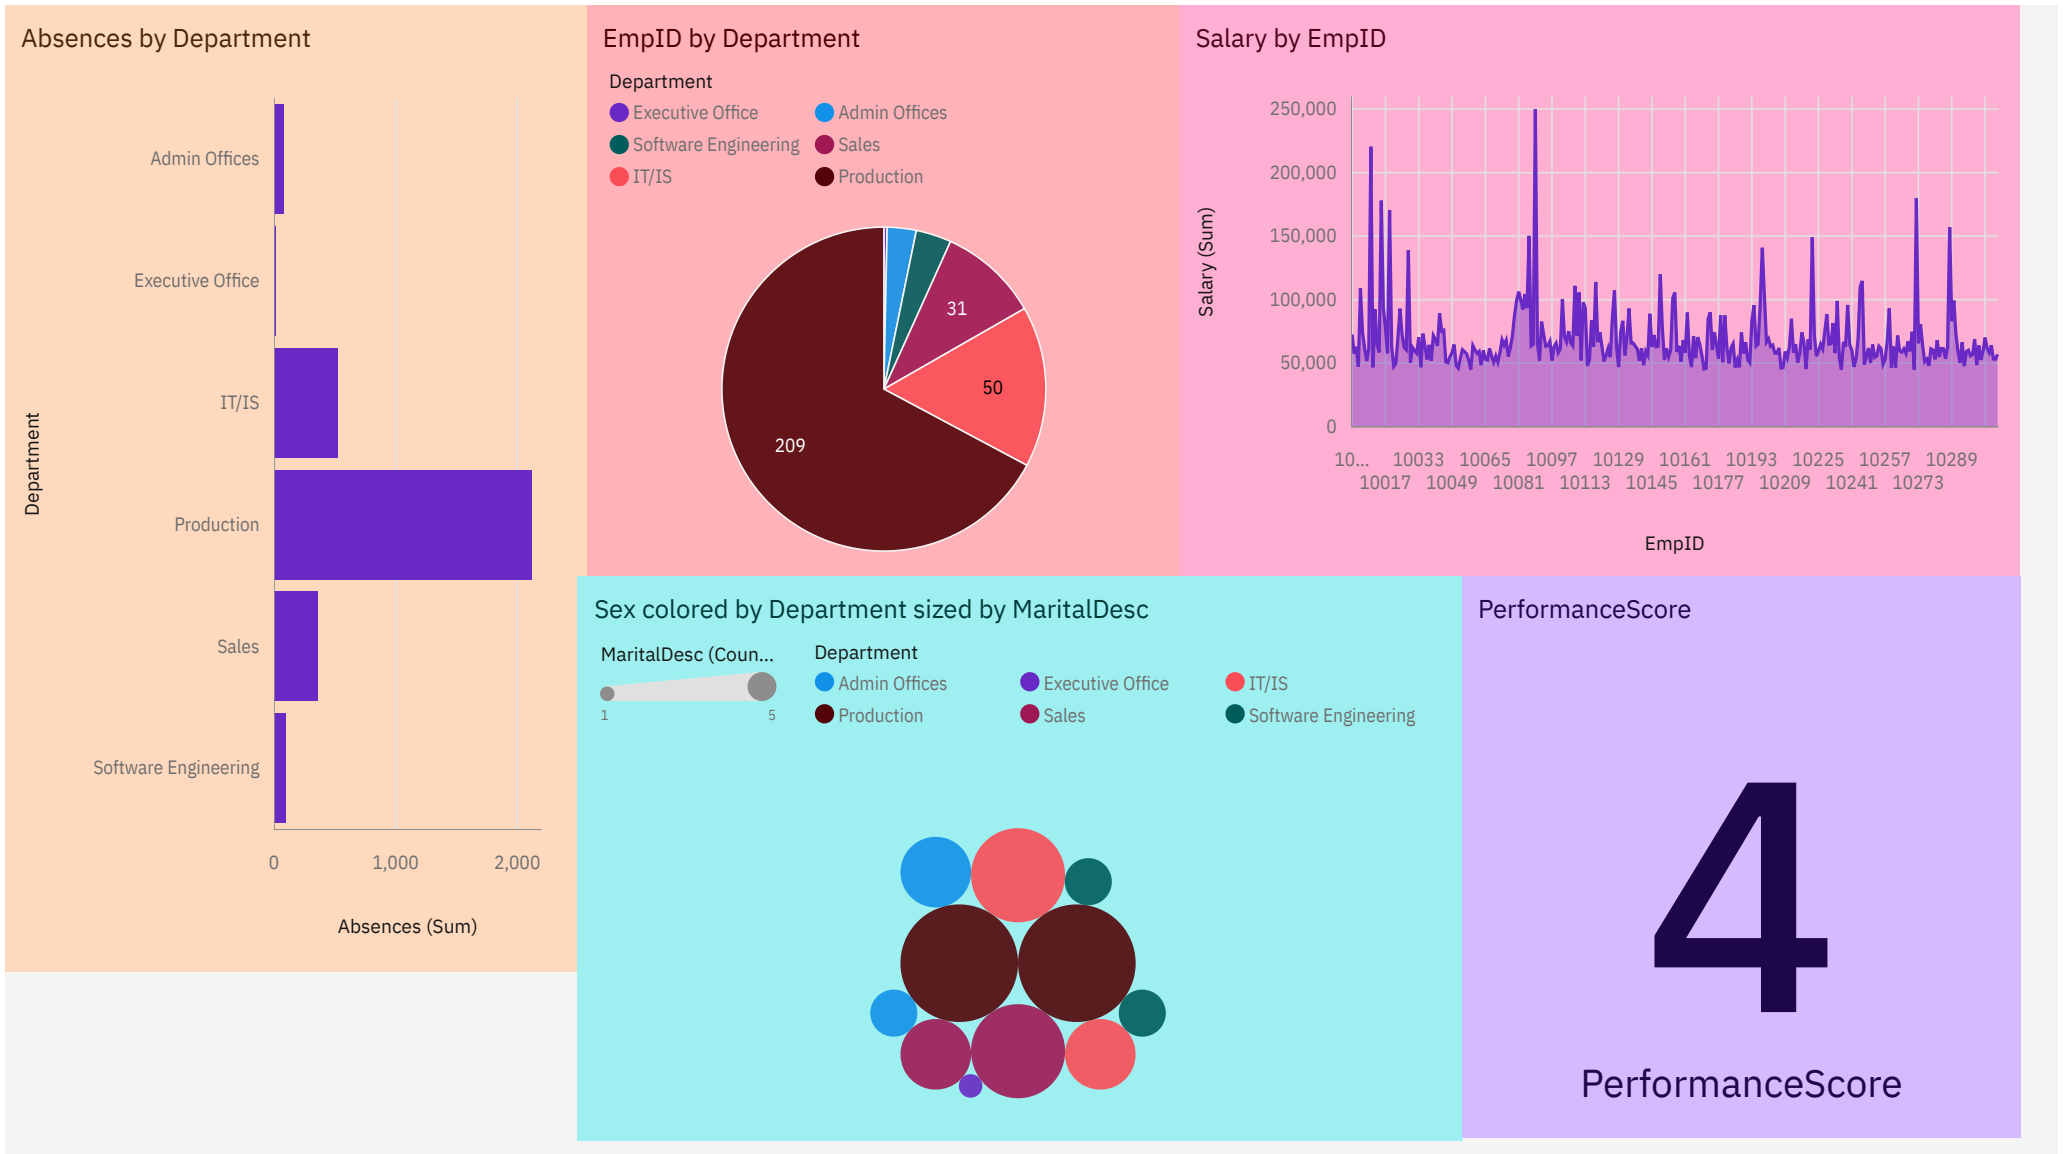 Absences by Department
Department
Admin Offices
Executive Office
IT/IS
Production
Sales
Software Engineering
0 1,000 2,000
Absences (Sum)
EmpID by Department
Department
Executive Office Admin Offices
Software Engineering Sales
IT/IS Production
31
50
209
Salary by EmpID
Salary (Sum)
250,000
200,000
150,000
100,000
50,000
0
10... 10033 10065 10097 10129 10161 10193 10225 10257 10289
10017 10049 10081 10113 10145 10177 10209 10241 10273
EmpID
Sex colored by Department sized by MaritalDesc
MaritalDesc (Coun...
1 5
Department
Admin Offices Executive Office IT/IS
Production Sales Software Engineering
PerformanceScore
4
PerformanceScore